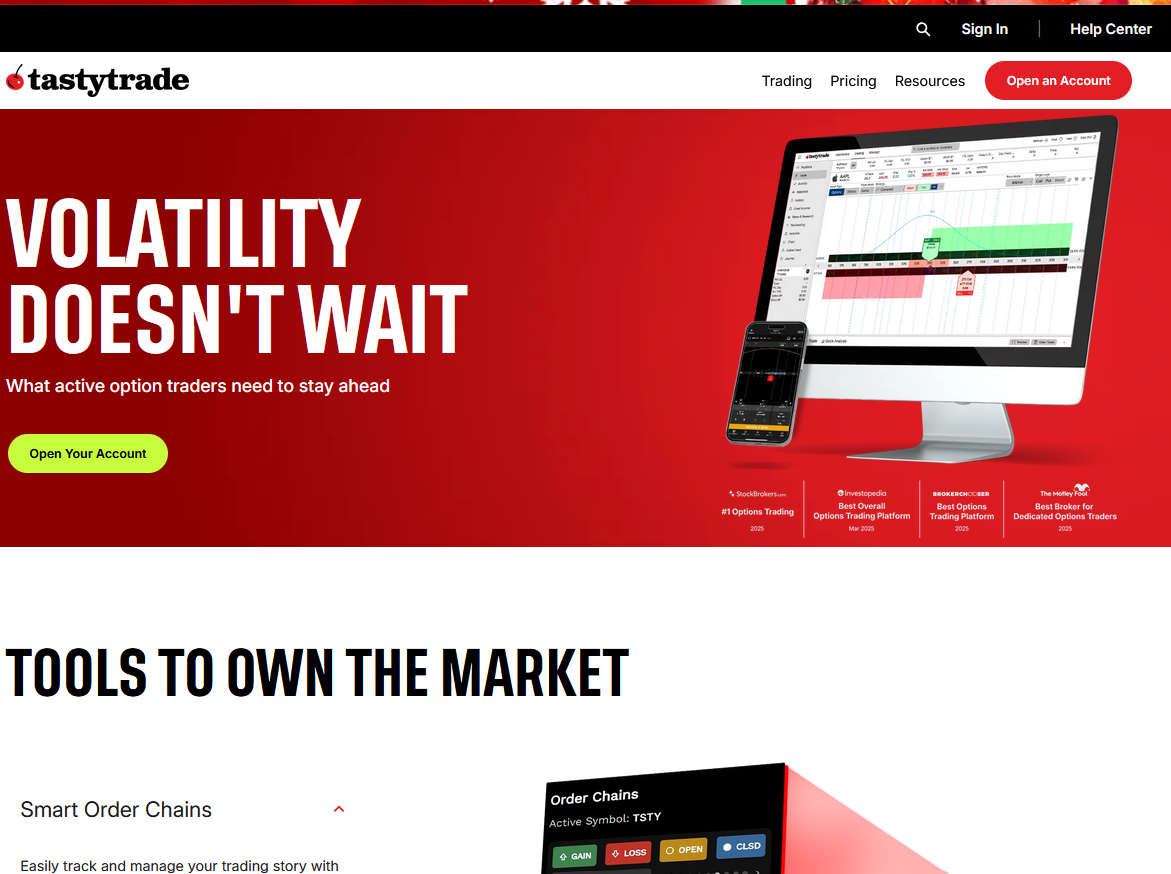 Sign In
Help Center
tastytrade
Trading
Pricing
Resources
Open an Account
VOLATILITY
DOESN'T WAIT
What active option traders need to stay ahead
Open Your Account
tastytrade
AAPL
StockBrokers.com
#1 Options Trading
2025
Investopedia
Best Overall
Options Trading Platform
Mar 2025
BROKERCHOOSER
Best Options
Trading Platform
2025
The Motley Fool
Best Broker for
Dedicated Options Traders
2025
TOOLS TO OWN THE MARKET
Smart Order Chains
Easily track and manage your trading story with
Order Chains
Active Symbol: TSTY
GAIN
LOSS
OPEN
CLSD